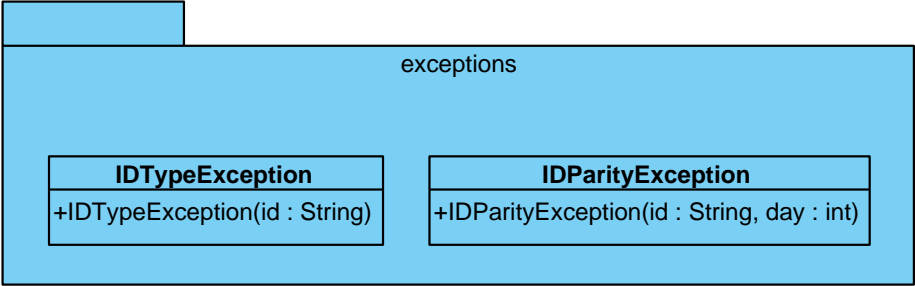 exceptions
IDTypeException
+IDTypeException(id : String)
IDParityException
+IDParityException(id : String, day : int)